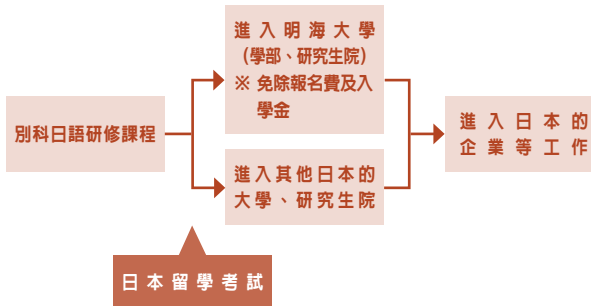 別科日語研修課程
進入明海大學
（學部、研究生院）
※ 免除報名費及入
學金
進入其他日本的
大學、研究生院
進入日本的
企業等工作
日本留學考試